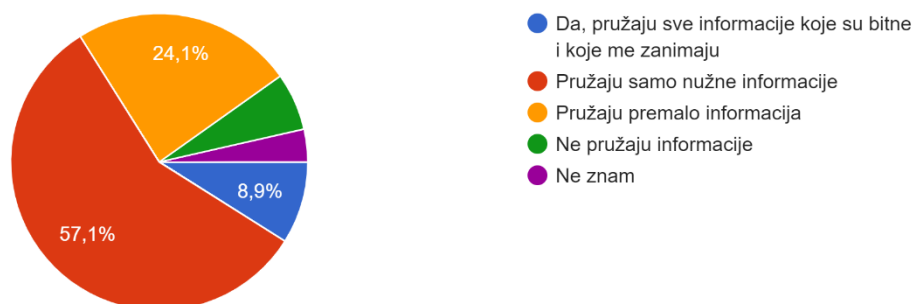 24,1%
8,9%
57,1%
Da, pružaju sve informacije koje su bitne
i koje me zanimaju
Pružaju samo nužne informacije
Pružaju premalo informacija
Ne pružaju informacije
Ne znam